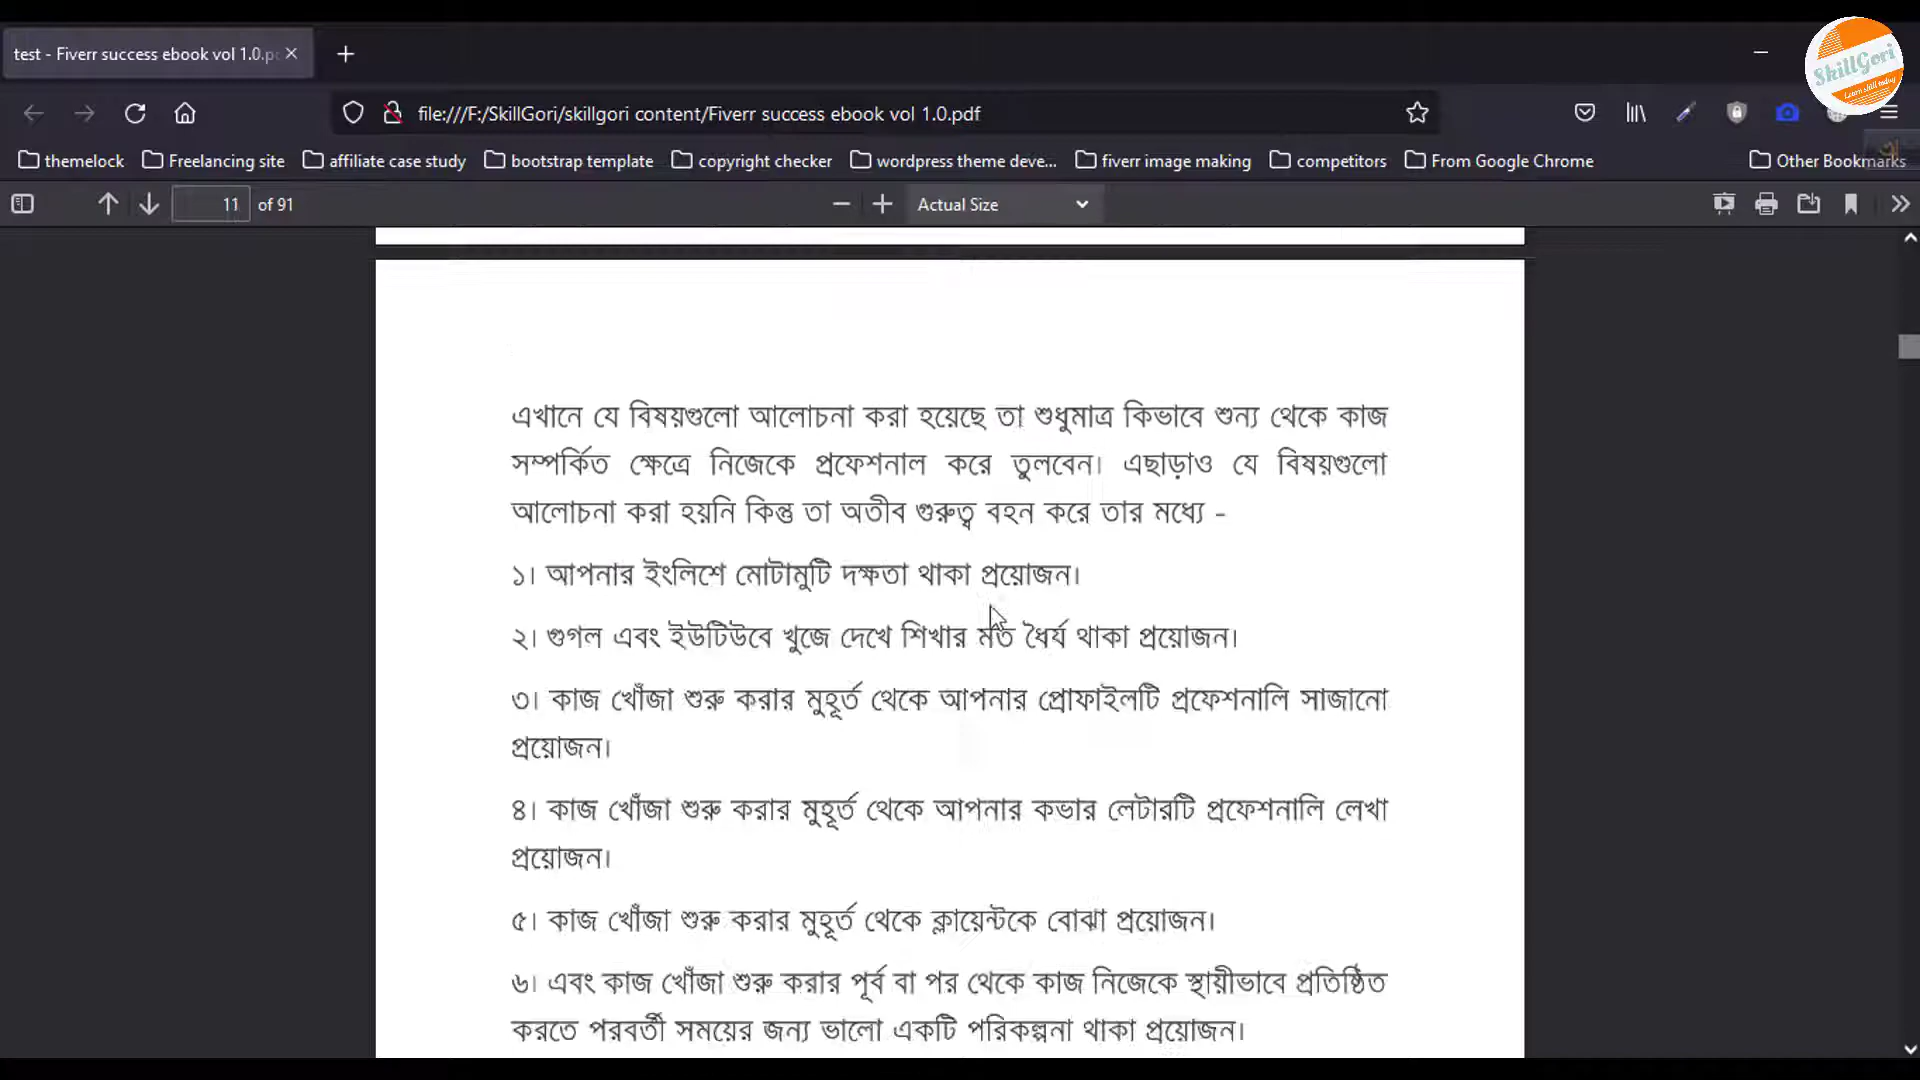 test - Fiverr success ebook vol 1.0.p
SkillGori
Learn skill today
file:///F:/SkillGori/skillgori content/Fiverr success ebook vol 1.0.pdf
themelock Freelancing site affiliate case study bootstrap template copyright checker wordpress theme deve... fiverr image making competitors From Google Chrome Other Bookmarks
11 of 91 Actual Size
এখানে যে বিষয়গুলো আলোচনা করা হয়েছে তা শুধুমাত্র কিভাবে শুন্য থেকে কাজ
সম্পর্কিত ক্ষেত্রে নিজেকে প্রফেশনাল করে তুলবেন। এছাড়াও যে বিষয়গুলো
আলোচনা করা হয়নি কিন্তু তা অতীব গুরুত্ব বহন করে তার মধ্যে -
১। আপনার ইংলিশে মোটামুটি দক্ষতা থাকা প্রয়োজন।
২। গুগল এবং ইউটিউবে খুজে দেখে শিখার মত ধৈর্য থাকা প্রয়োজন।
৩। কাজ খোঁজা শুরু করার মুহূর্ত থেকে আপনার প্রোফাইলটি প্রফেশনালি সাজানো
প্রয়োজন।
৪। কাজ খোঁজা শুরু করার মুহূর্ত থেকে আপনার কভার লেটারটি প্রফেশনালি লেখা
প্রয়োজন।
৫। কাজ খোঁজা শুরু করার মুহূর্ত থেকে ক্লায়েন্টকে বোঝা প্রয়োজন।
৬। এবং কাজ খোঁজা শুরু করার পূর্ব বা পর থেকে কাজ নিজেকে স্থায়ীভাবে প্রতিষ্ঠিত
করতে পরবর্তী সময়ের জন্য ভালো একটি পরিকল্পনা থাকা প্রয়োজন।